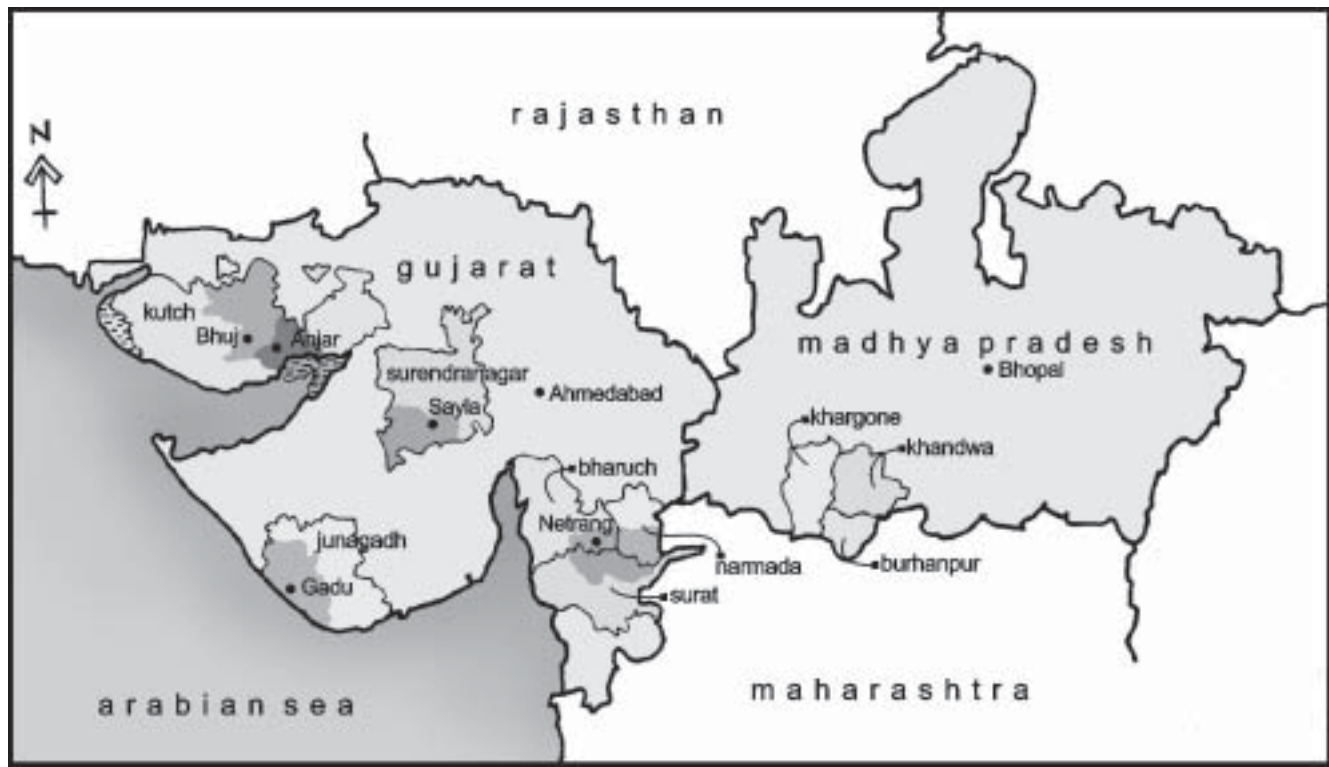 rajasthan
N
gujarat
kutch
Bhuj
Anjar
madhya pradesh
Bhopal
surendranagar
Ahmedabad
Sayla
khargone
khandwa
bharuch
Netrang
junagadh
narmada
burhanpur
Gadu
surat
maharashtra
arabian sea